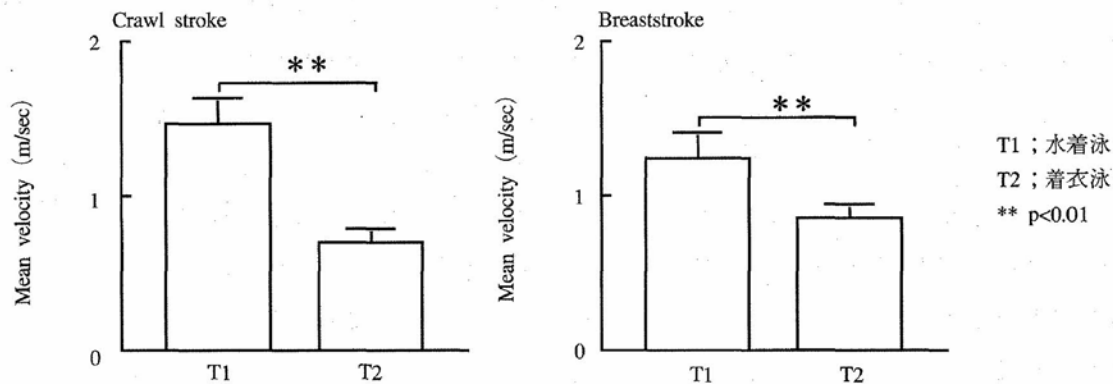 Crawl stroke
2
1
0
Mean velocity (m/sec)
**
T1
T2
Breaststroke
2
1
0
Mean velocity (m/sec)
**
T1
T2
T1 ; 水着泳
T2 ; 着衣泳
** p<0.01